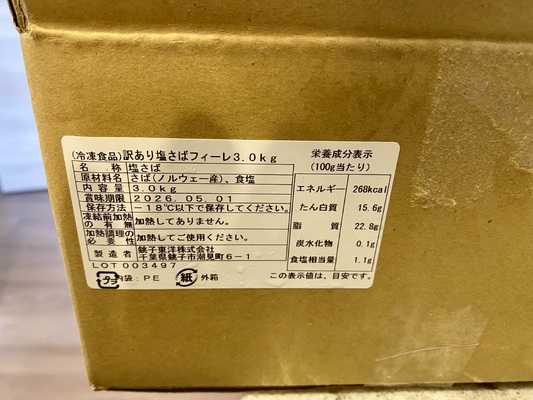 (冷凍食品)訳あり塩さばフィーレ3.0kg
名称 塩さば
原材料名 さば(ノルウェー産)、食塩
内容量 3.0kg
賞味期限 2026.05.01
保存方法 -18℃以下で保存してください。
凍結前加熱の有無 加熱してありません。
加熱調理の必要性 加熱してお召し上がりください。
製造者 銚子東洋株式会社
千葉県銚子市潮見町6-1
LOT003497
プラ 内袋:PE 紙 外箱
栄養成分表示
(100g当たり)
エネルギー 268kcal
たん白質 15.6g
脂質 22.8g
炭水化物 0.1g
食塩相当量 1.1g
この表示値は、目安です。